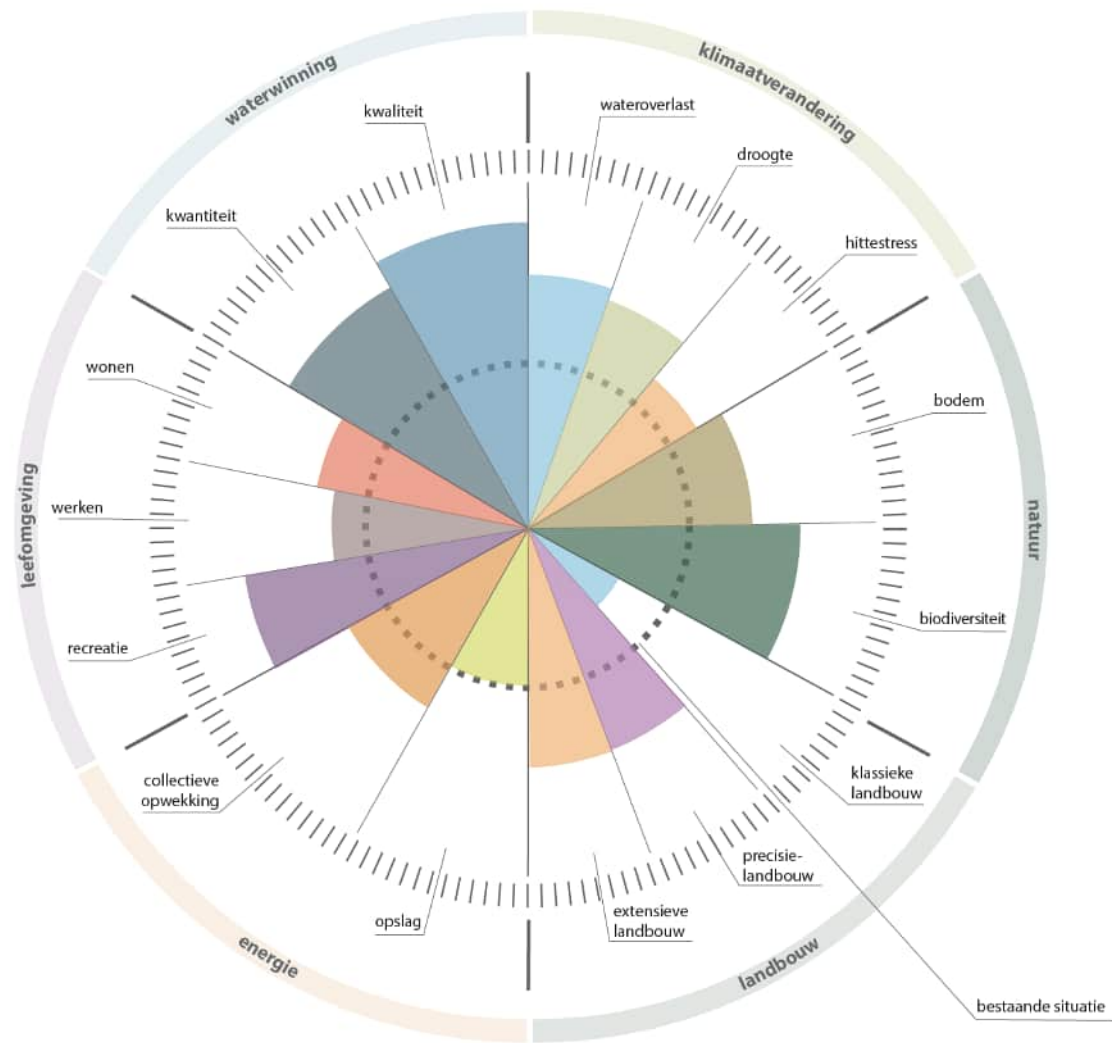 waterwinning
klimaatverandering
kwaliteit
wateroverlast
droogte
kwantiteit
hittestress
wonen
bodem
leefomgeving
werken
natuur
biodiversiteit
recreatie
collectieve
opwekking
klassieke
landbouw
precisie-
landbouw
extensieve
landbouw
opslag
energie
landbouw
bestaande situatie